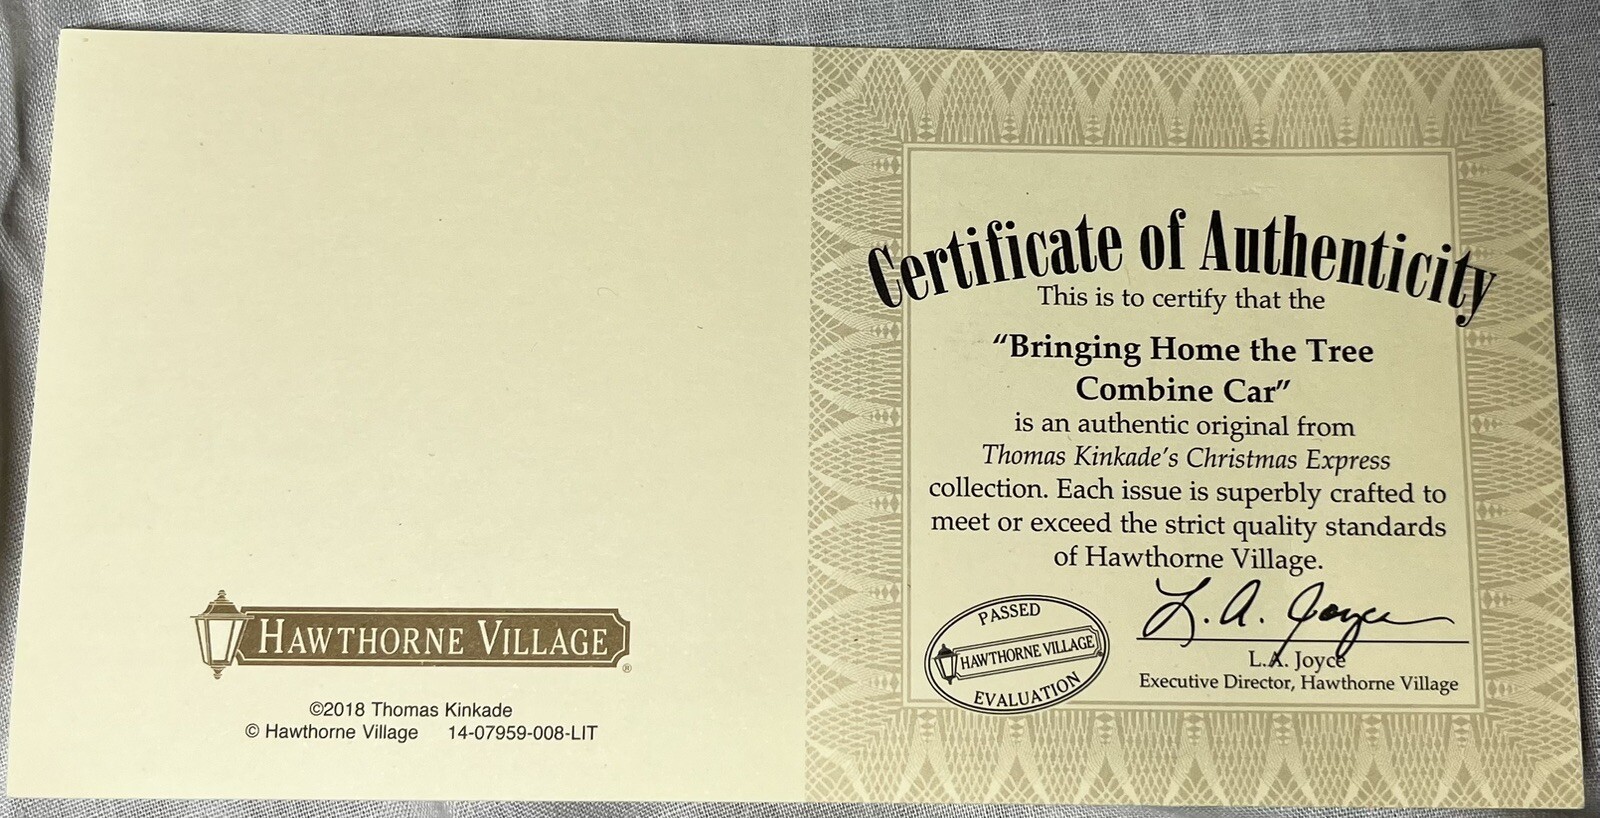 HAWTHORNE VILLAGE
®
©2018 Thomas Kinkade
© Hawthorne Village 14-07959-008-LIT
Certificate of Authenticity
This is to certify that the
“Bringing Home the Tree
Combine Car”
is an authentic original from
Thomas Kinkade's Christmas Express
collection. Each issue is superbly crafted to
meet or exceed the strict quality standards
of Hawthorne Village.
PASSED
HAWTHORNE VILLAGE
EVALUATION
L. A. Joyce
L.A. Joyce
Executive Director, Hawthorne Village